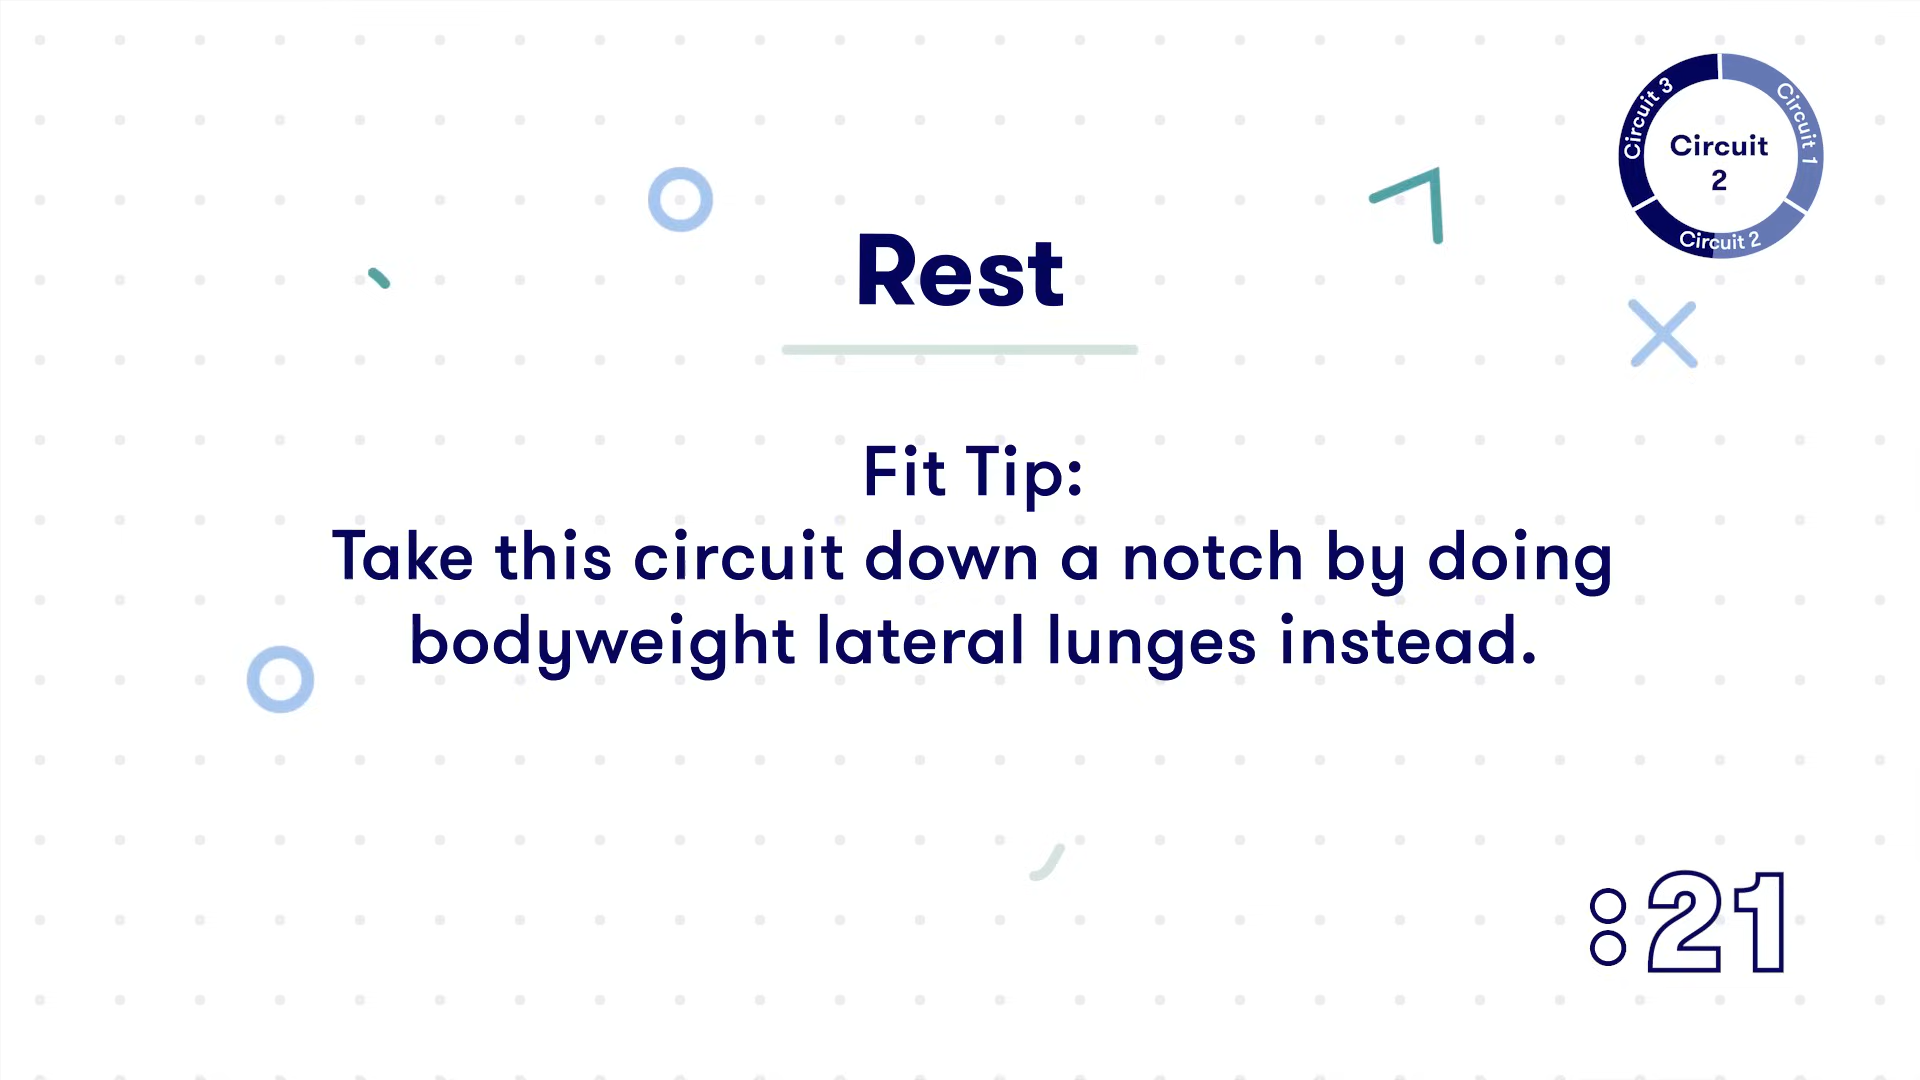 Circuit 3
Circuit 1
Circuit
2
Circuit 2
Rest
Fit Tip:
Take this circuit down a notch by doing
bodyweight lateral lunges instead.
:21